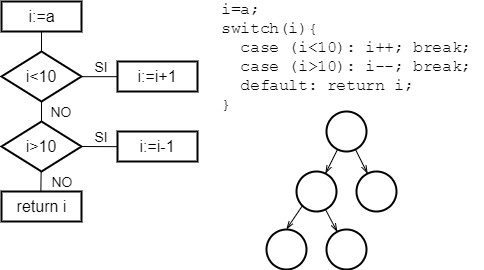 i:=a
i<10
SI
i:=i+1
NO
i>10
SI
i:=i-1
NO
return i
i=a;
switch(i){
case (i<10): i++; break;
case (i>10): i--; break;
default: return i;
}